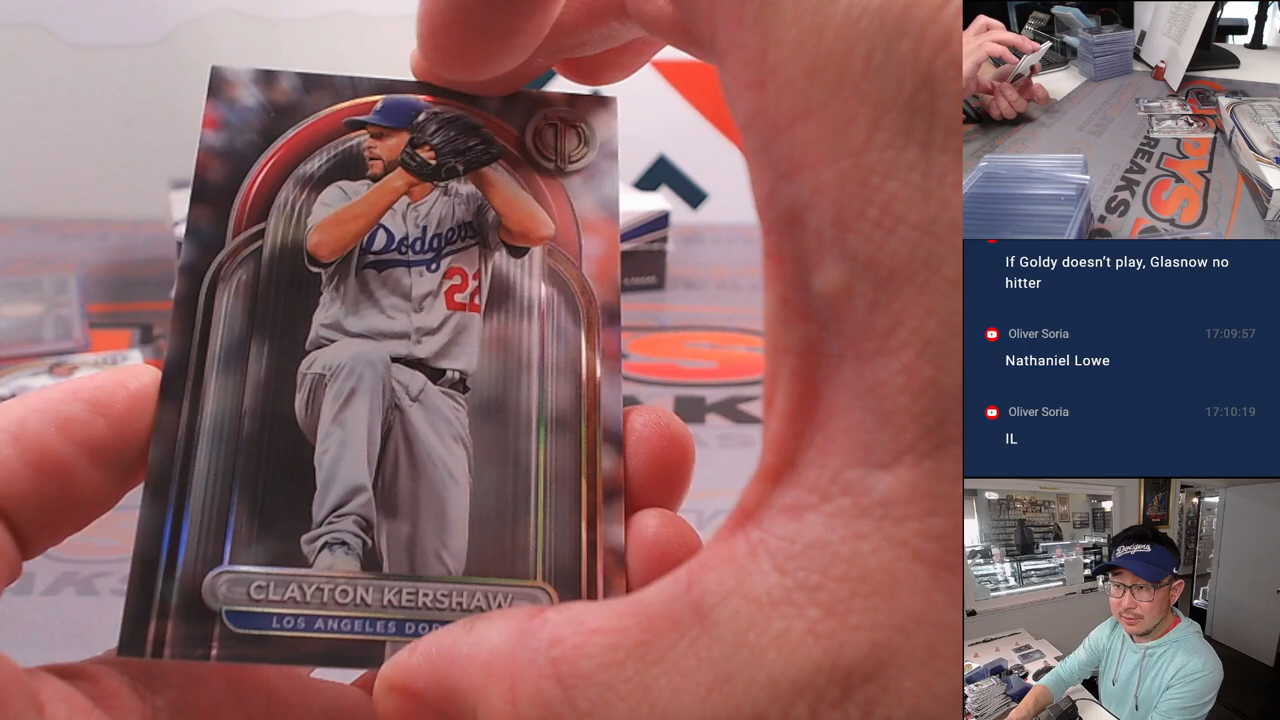 Dodgers
22
CLAYTON KERSHAW
LOS ANGELES DOD
If Goldy doesn't play, Glasnow no
hitter
Oliver Soria 17:09:57
Nathaniel Lowe
Oliver Soria 17:10:19
IL
Dodgers